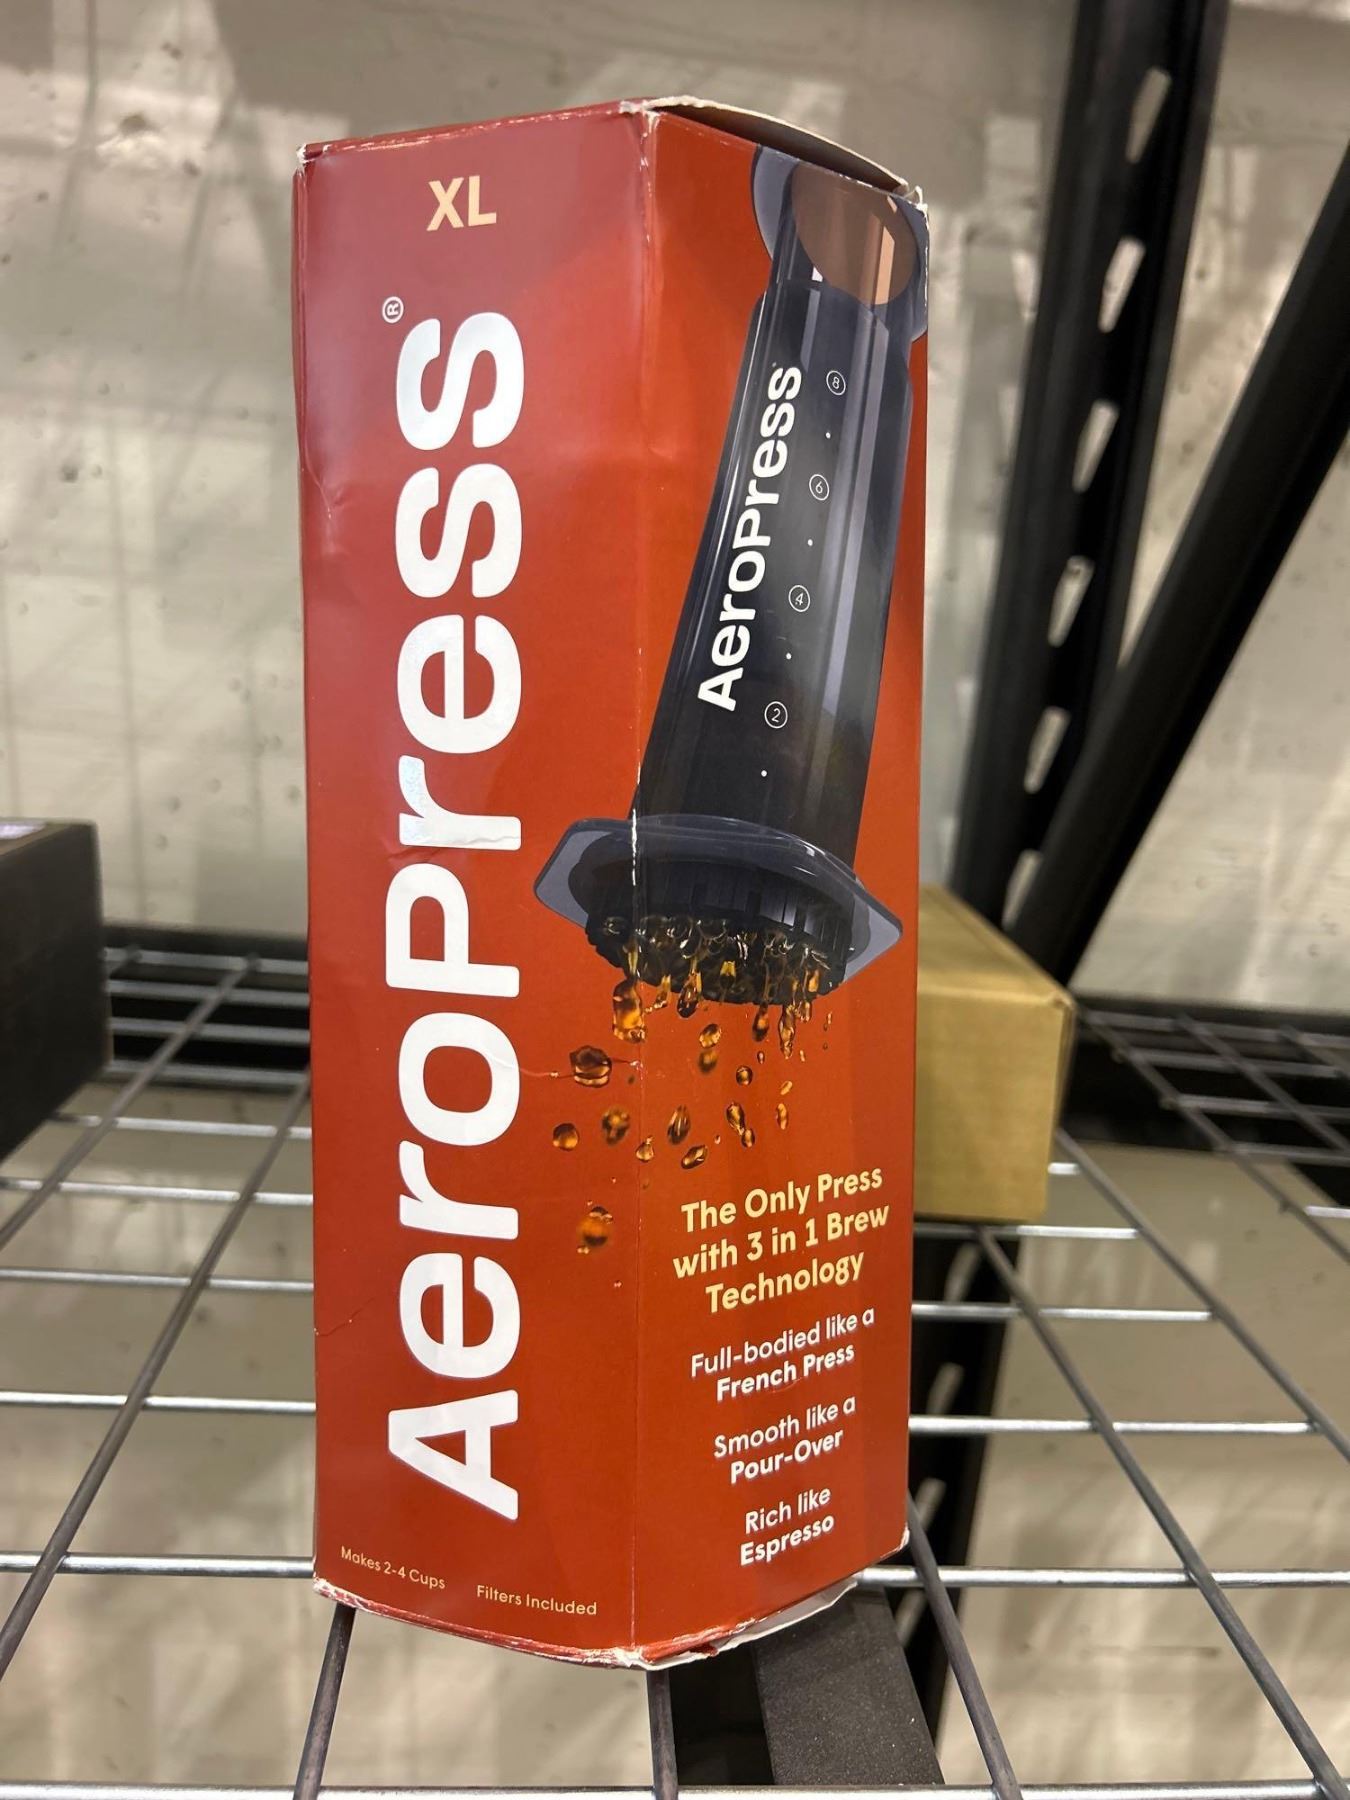 XL
AeroPress®
Makes 2-4 Cups
Filters Included
AeroPress
8
6
4
2
The Only Press
with 3 in 1 Brew
Technology
Full-bodied like a
French Press
Smooth like a
Pour-Over
Rich like
Espresso